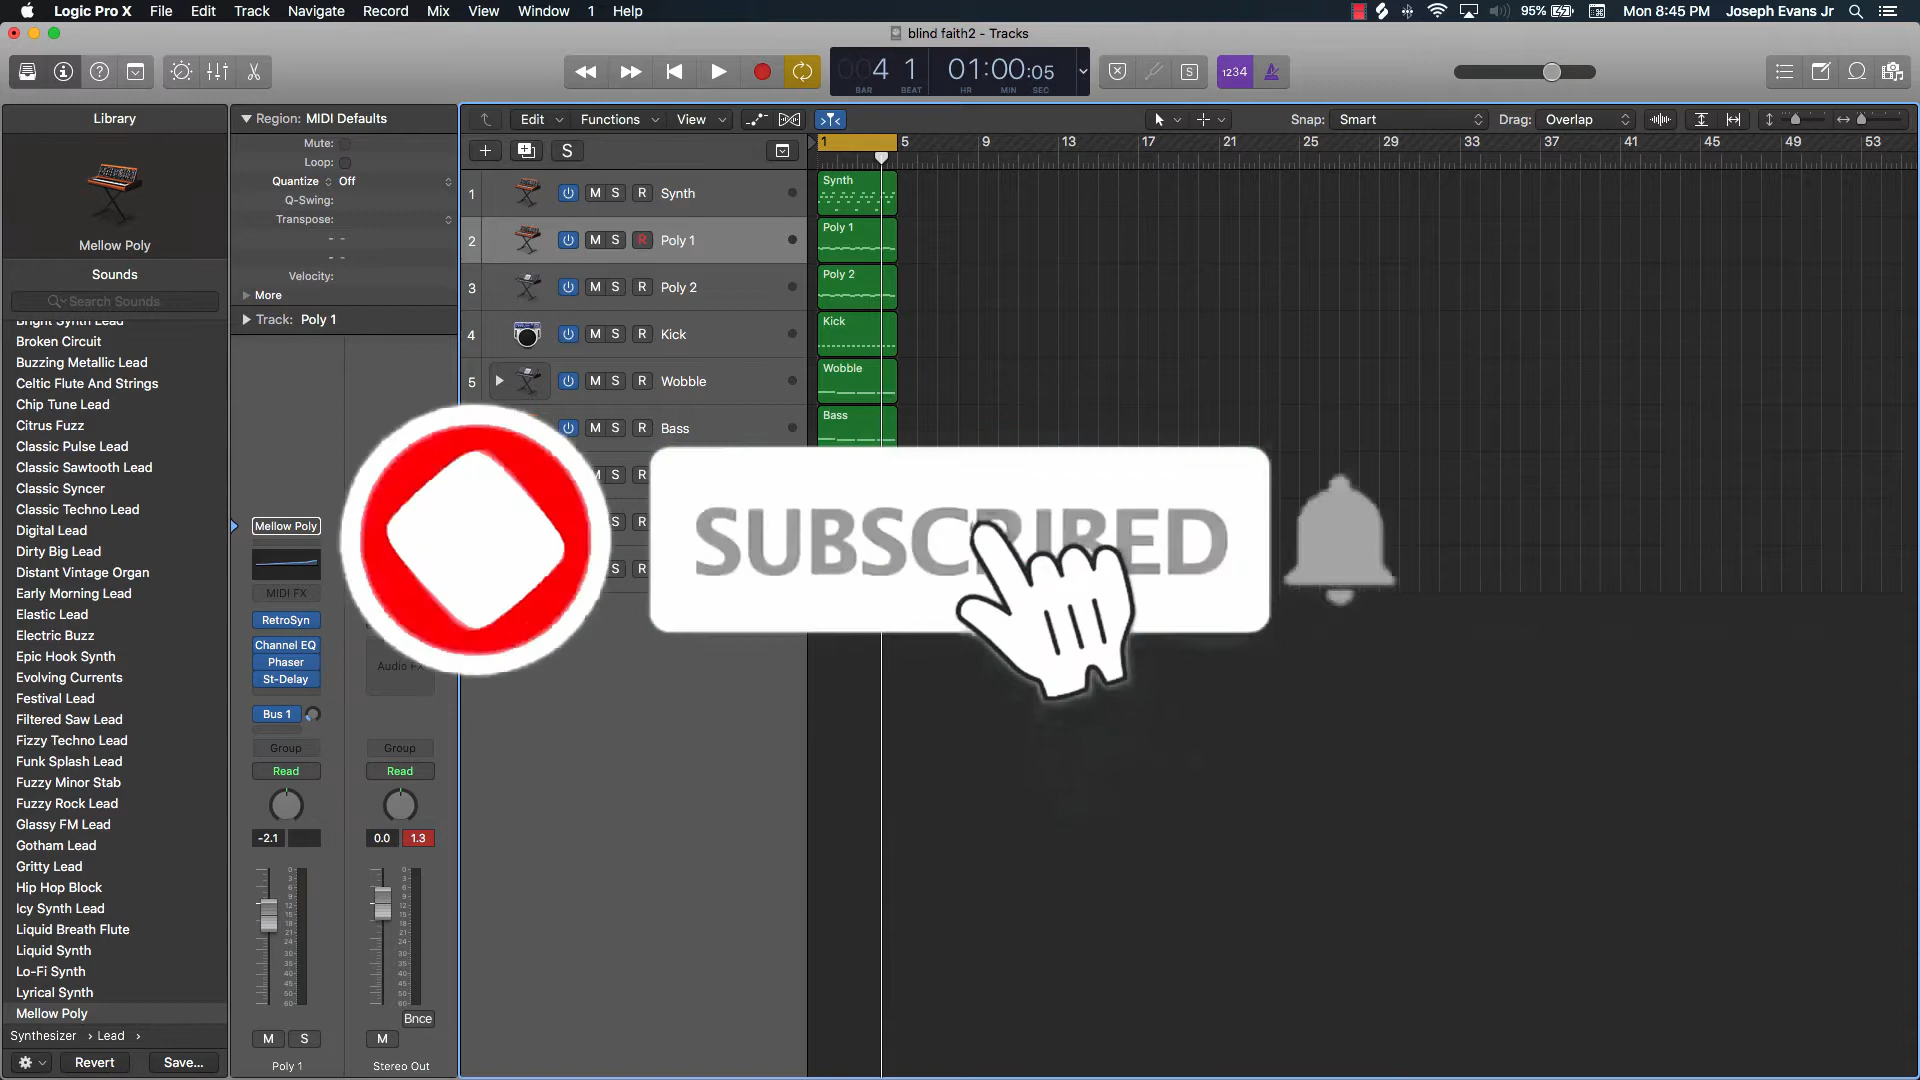 Logic Pro X File Edit Track Navigate Record Mix View Window 1 Help 95% Mon 8:45 PM Joseph Evans Jr
blind faith2 - Tracks
004 1 01:00:05 1234
BAR BEAT HR MIN SEC
Library
Region: MIDI Defaults
Edit Functions View Snap: Smart Drag: Overlap
1 5 9 13 17 21 25 29 33 37 41 45 49 53
Mute:
Loop:
Quantize Off
Q-Swing:
Transpose:
Velocity:
More
Track: Poly 1
Mellow Poly
Sounds
Search Sounds
S
1 M S R Synth Synth
2 M S R Poly 1 Poly 1
3 M S R Poly 2 Poly 2
4 M S R Kick Kick
5 M S R Wobble Wobble
M S R Bass Bass
R
R
R
Bright Synth Lead
Broken Circuit
Buzzing Metallic Lead
Celtic Flute And Strings
Chip Tune Lead
Citrus Fuzz
Classic Pulse Lead
Classic Sawtooth Lead
Classic Syncer
Classic Techno Lead
Digital Lead
Dirty Big Lead
Distant Vintage Organ
Early Morning Lead
Elastic Lead
Electric Buzz
Epic Hook Synth
Evolving Currents
Festival Lead
Filtered Saw Lead
Fizzy Techno Lead
Funk Splash Lead
Fuzzy Minor Stab
Fuzzy Rock Lead
Glassy FM Lead
Gotham Lead
Gritty Lead
Hip Hop Block
Icy Synth Lead
Liquid Breath Flute
Liquid Synth
Lo-Fi Synth
Lyrical Synth
Mellow Poly
Synthesizer > Lead >
Revert Save...
Mellow Poly
MIDI FX
RetroSyn
Channel EQ
Phaser
St-Delay
Audio FX
Bus 1
Group Group
Read Read
-2.1 0.0 1.3
Bnce
M S M
Poly 1 Stereo Out
SUBSCRIBED